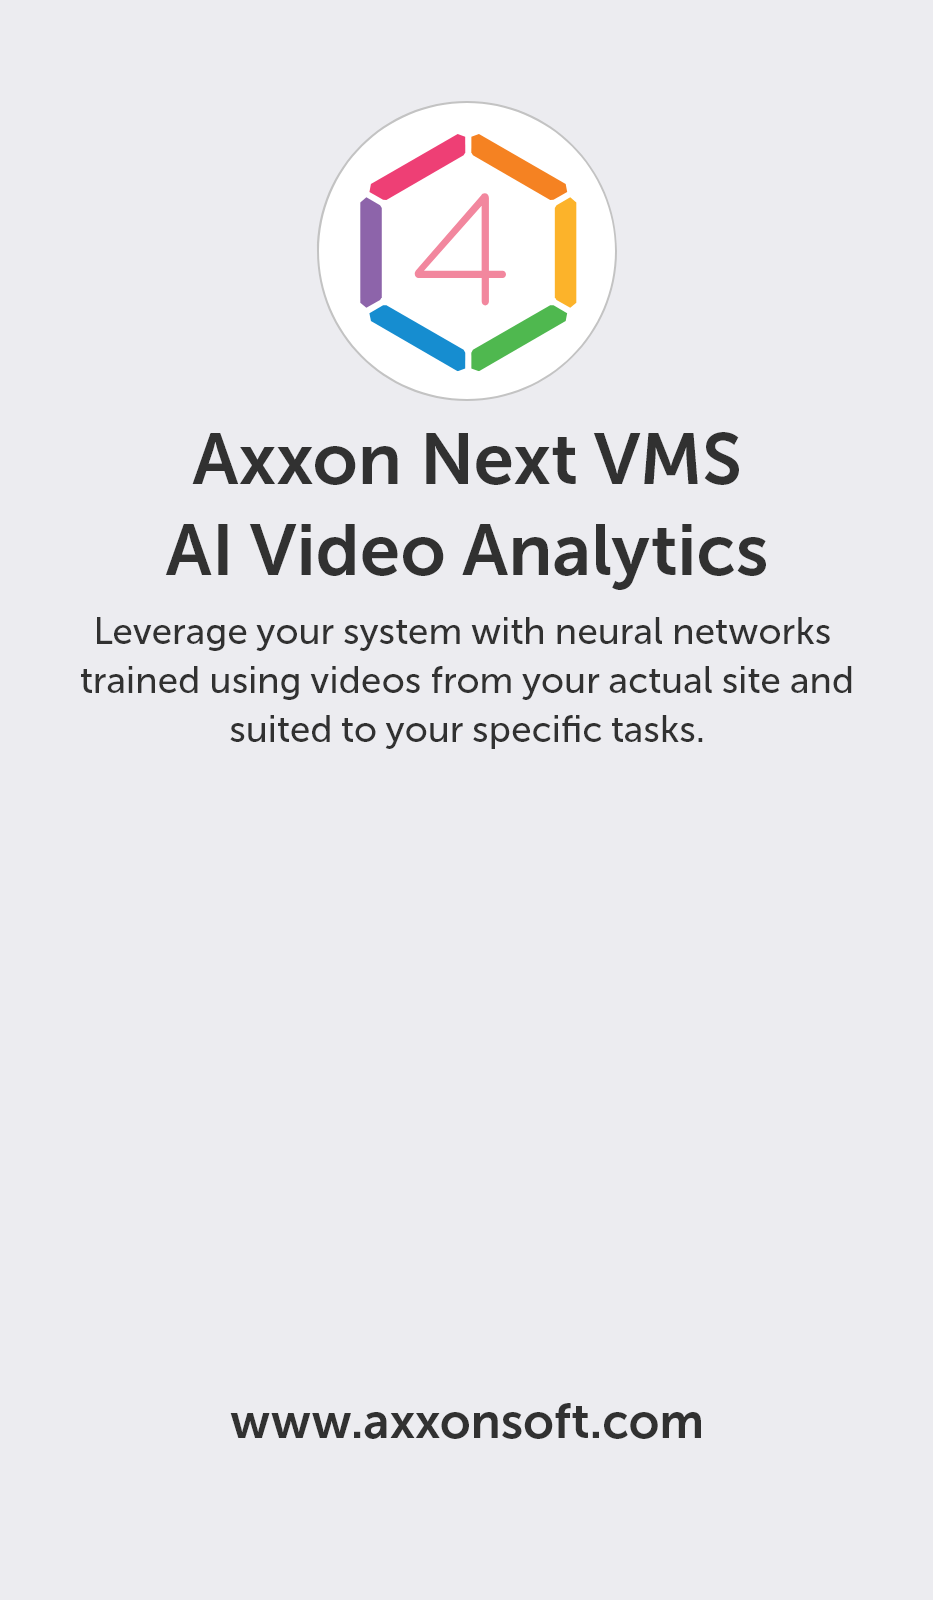 4
Axxon Next VMS
AI Video Analytics
Leverage your system with neural networks
trained using videos from your actual site and
suited to your specific tasks.
www.axxonsoft.com